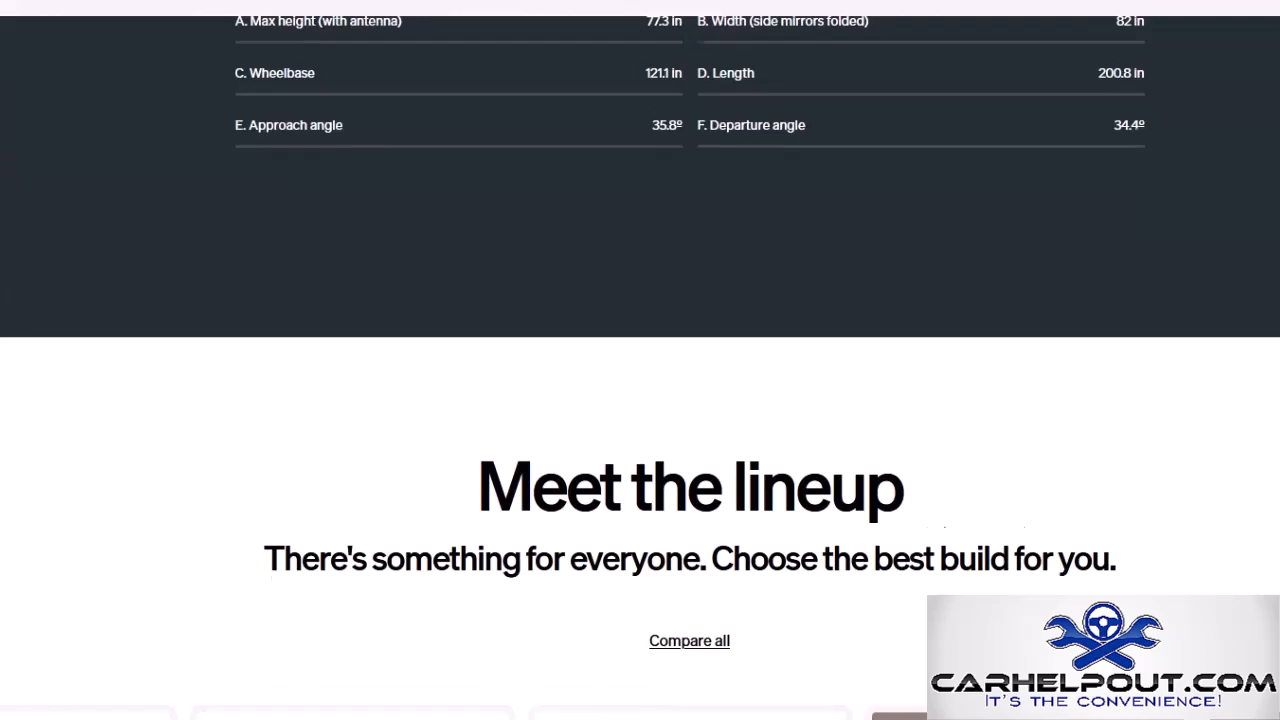 A. Max height (with antenna) 77.3 in B. Width (side mirrors folded) 82 in
C. Wheelbase 121.1 in D. Length 200.8 in
E. Approach angle 35.8º F. Departure angle 34.4º
Meet the lineup
There's something for everyone. Choose the best build for you.
Compare all
CARHELPOUT.COM
IT'S THE CONVENIENCE!